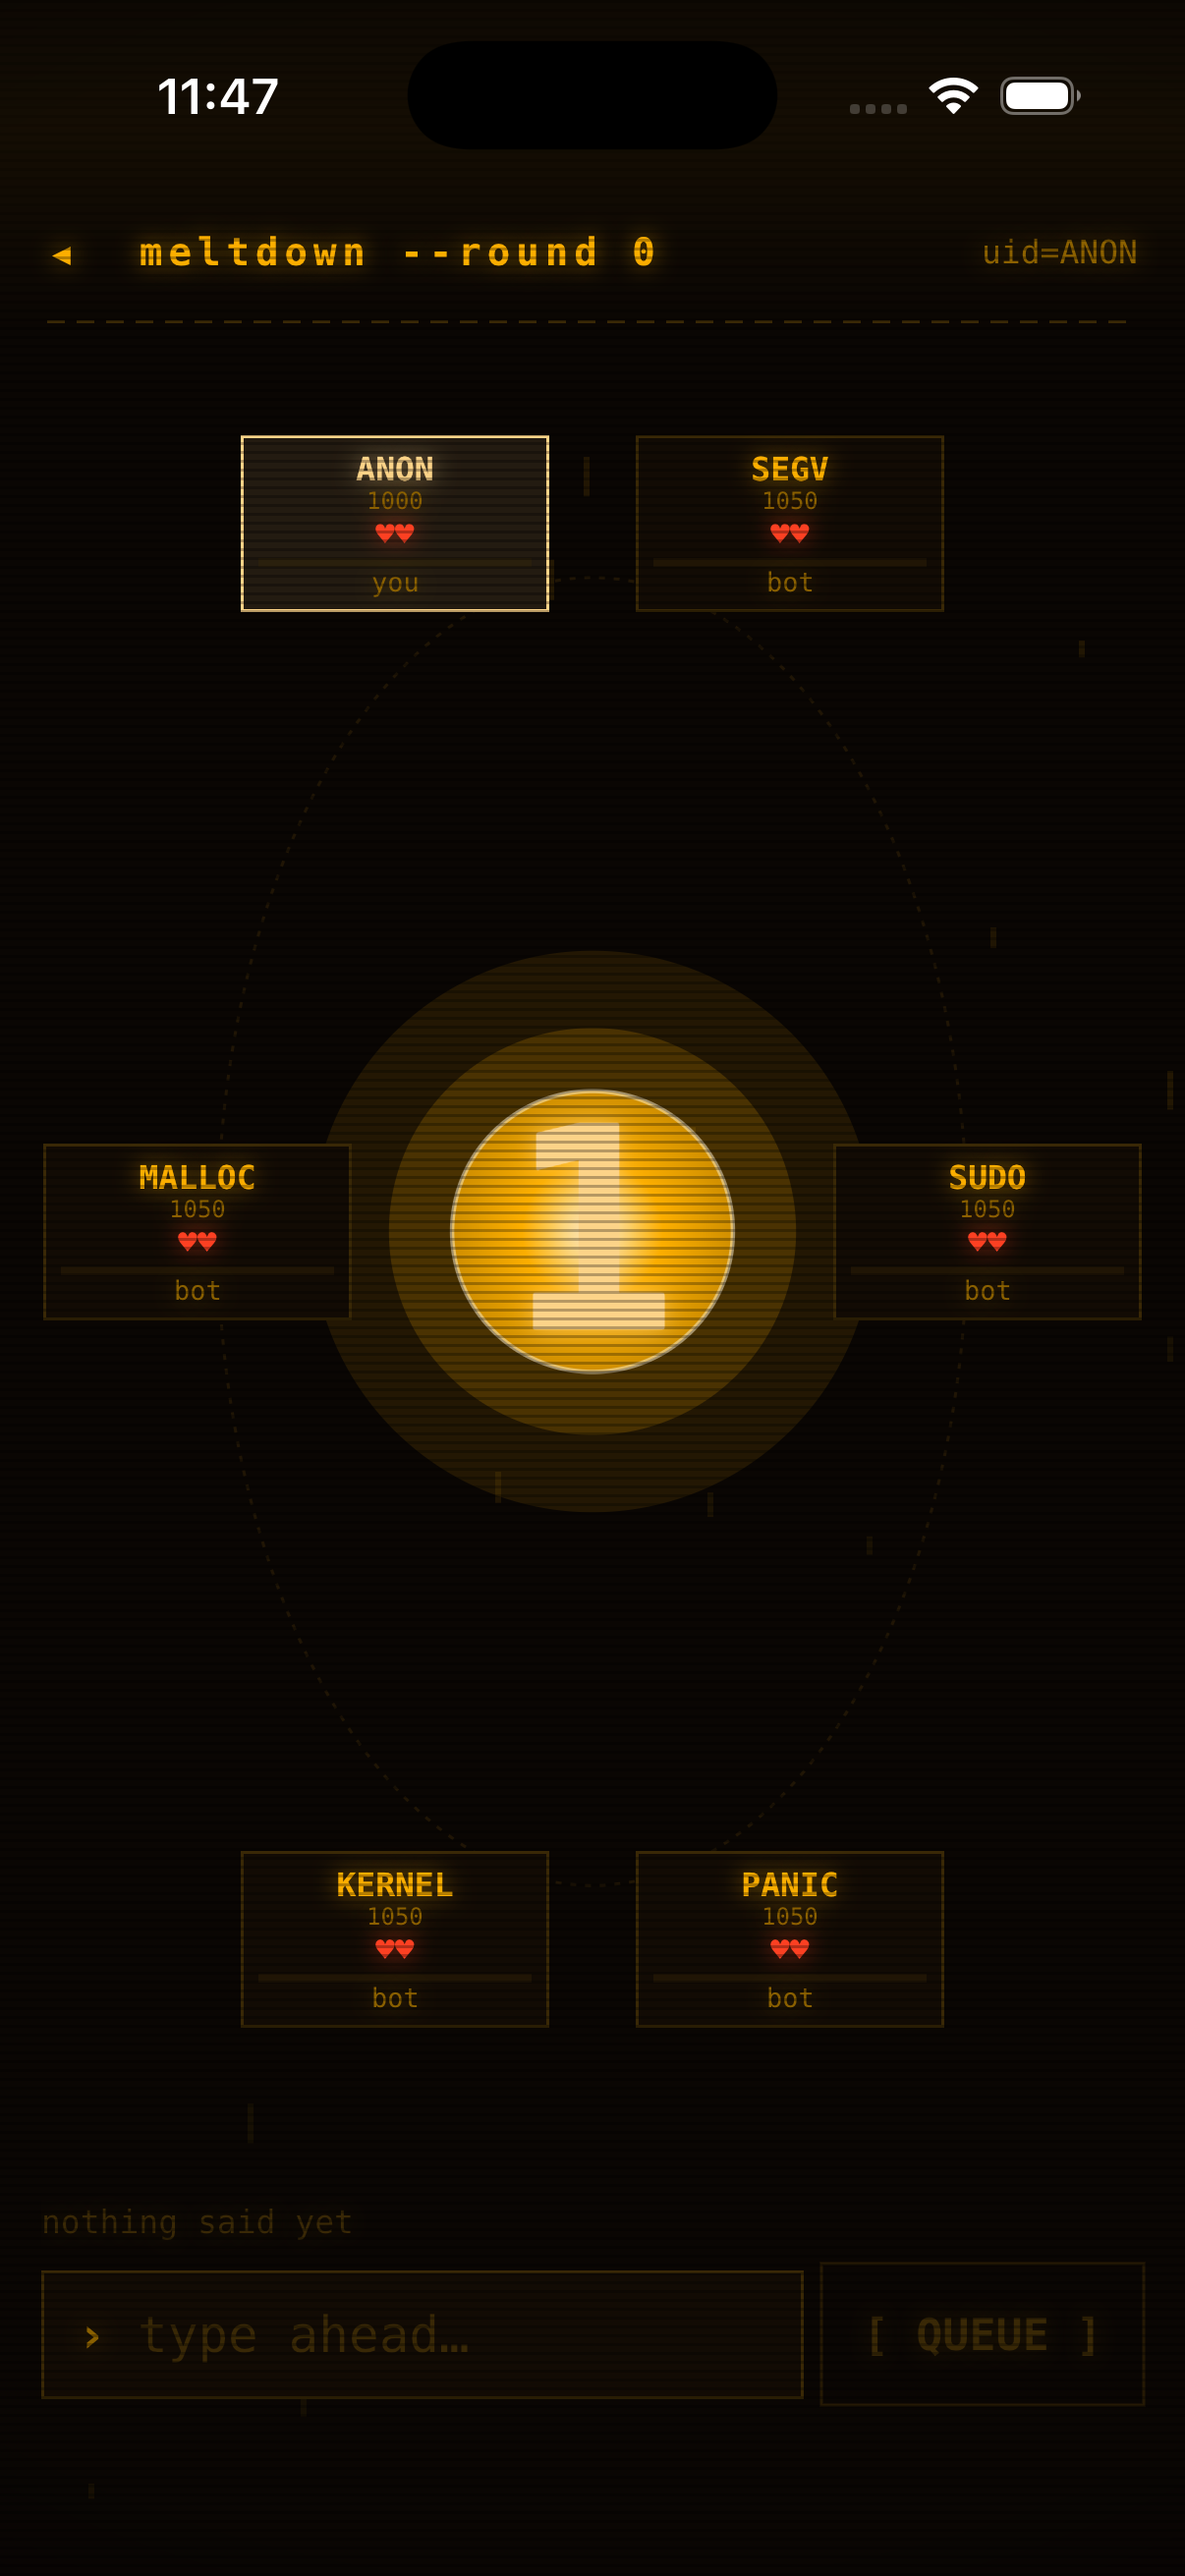 11:47
◂ meltdown --round 0 uid=ANON
ANON
1000
♥♥
you
SEGV
1050
♥♥
bot
MALLOC
1050
♥♥
bot
1
SUDO
1050
♥♥
bot
KERNEL
1050
♥♥
bot
PANIC
1050
♥♥
bot
nothing said yet
› type ahead…
[ QUEUE ]